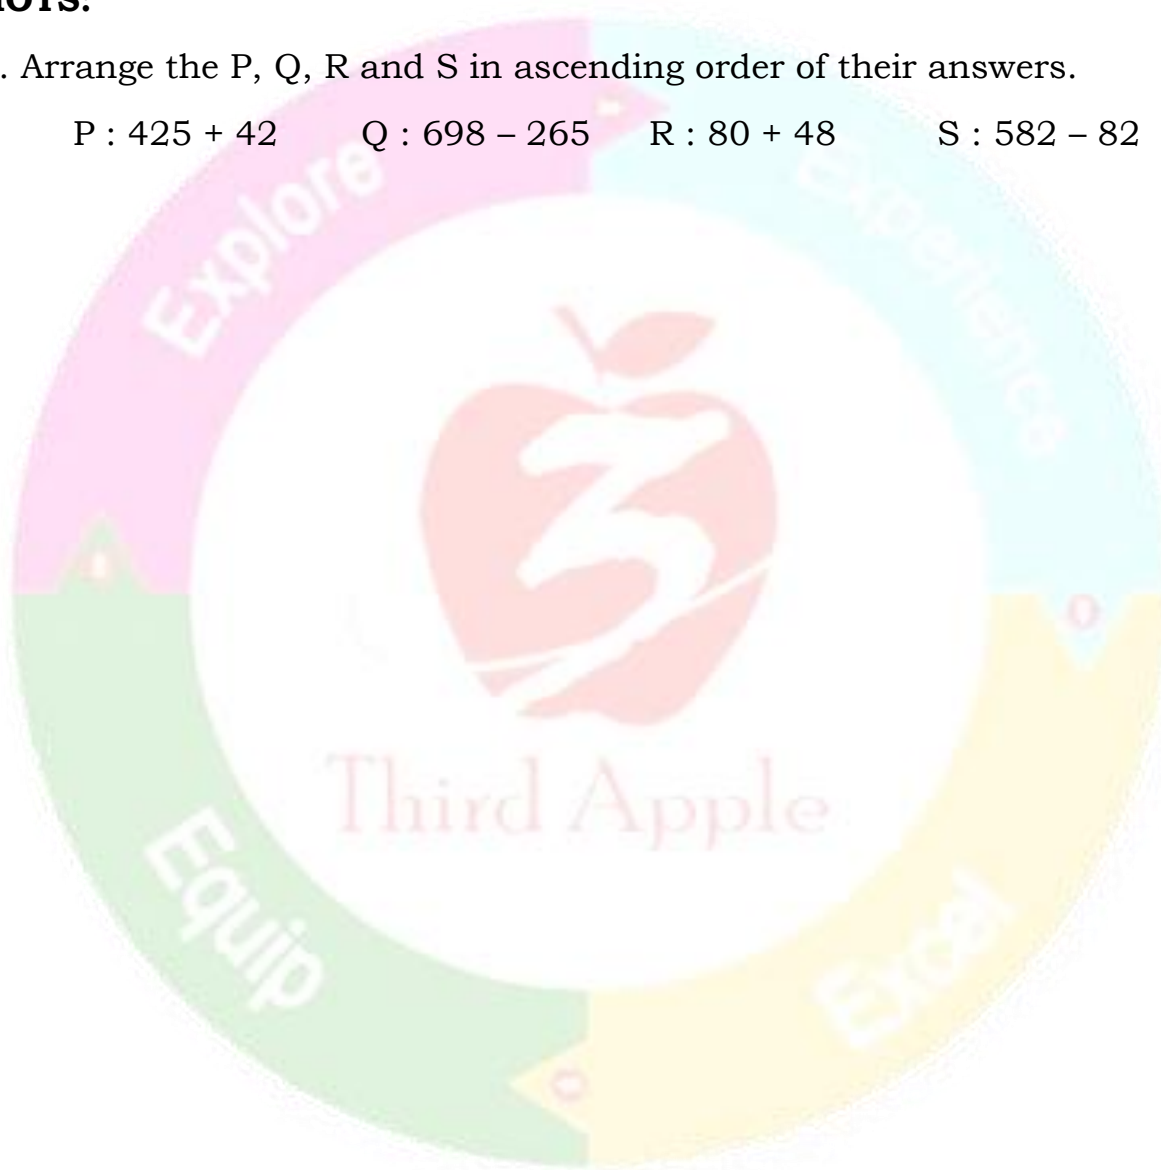 . Arrange the P, Q, R and S in ascending order of their answers.
P : 425 + 42 Q : 698 – 265 R : 80 + 48 S : 582 – 82
Explore
Experience
3
Third Apple
Equip
Excel